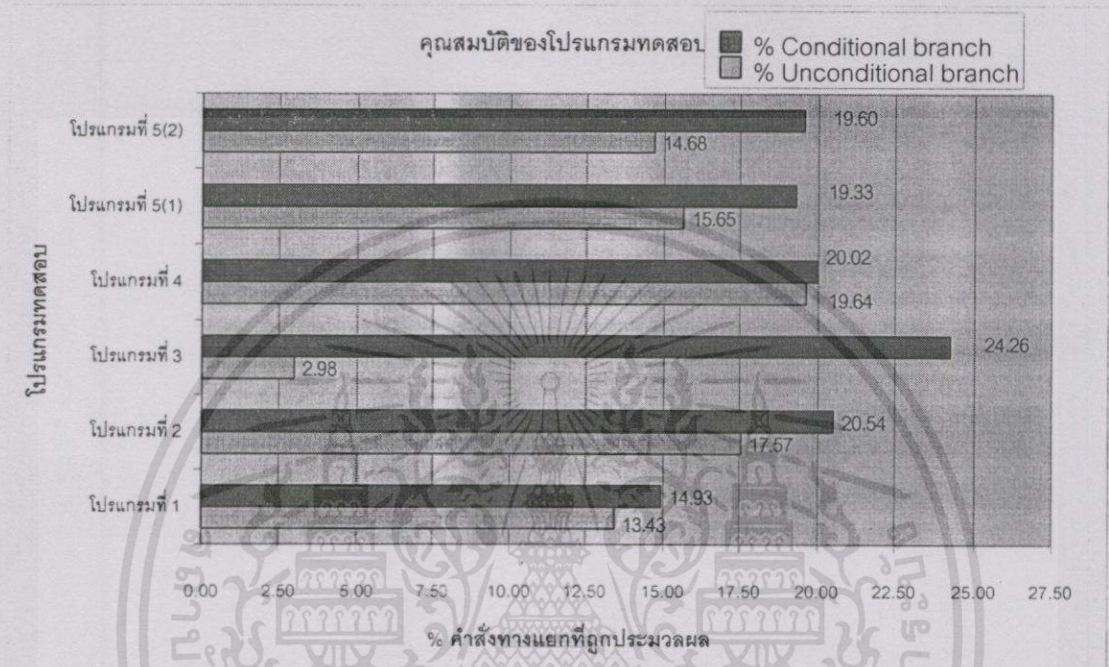 คุณสมบัติของโปรแกรมทดสอบ
% Conditional branch
% Unconditional branch
โปรแกรมทดสอบ
โปรแกรมที่ 5(2)
19.60
14.68
โปรแกรมที่ 5(1)
19.33
15.65
โปรแกรมที่ 4
20.02
19.64
โปรแกรมที่ 3
24.26
2.98
โปรแกรมที่ 2
20.54
17.57
โปรแกรมที่ 1
14.93
13.43
0.00 2.50 5.00 7.50 10.00 12.50 15.00 17.50 20.00 22.50 25.00 27.50
% คำสั่งทางแยกที่ถูกประมวลผล